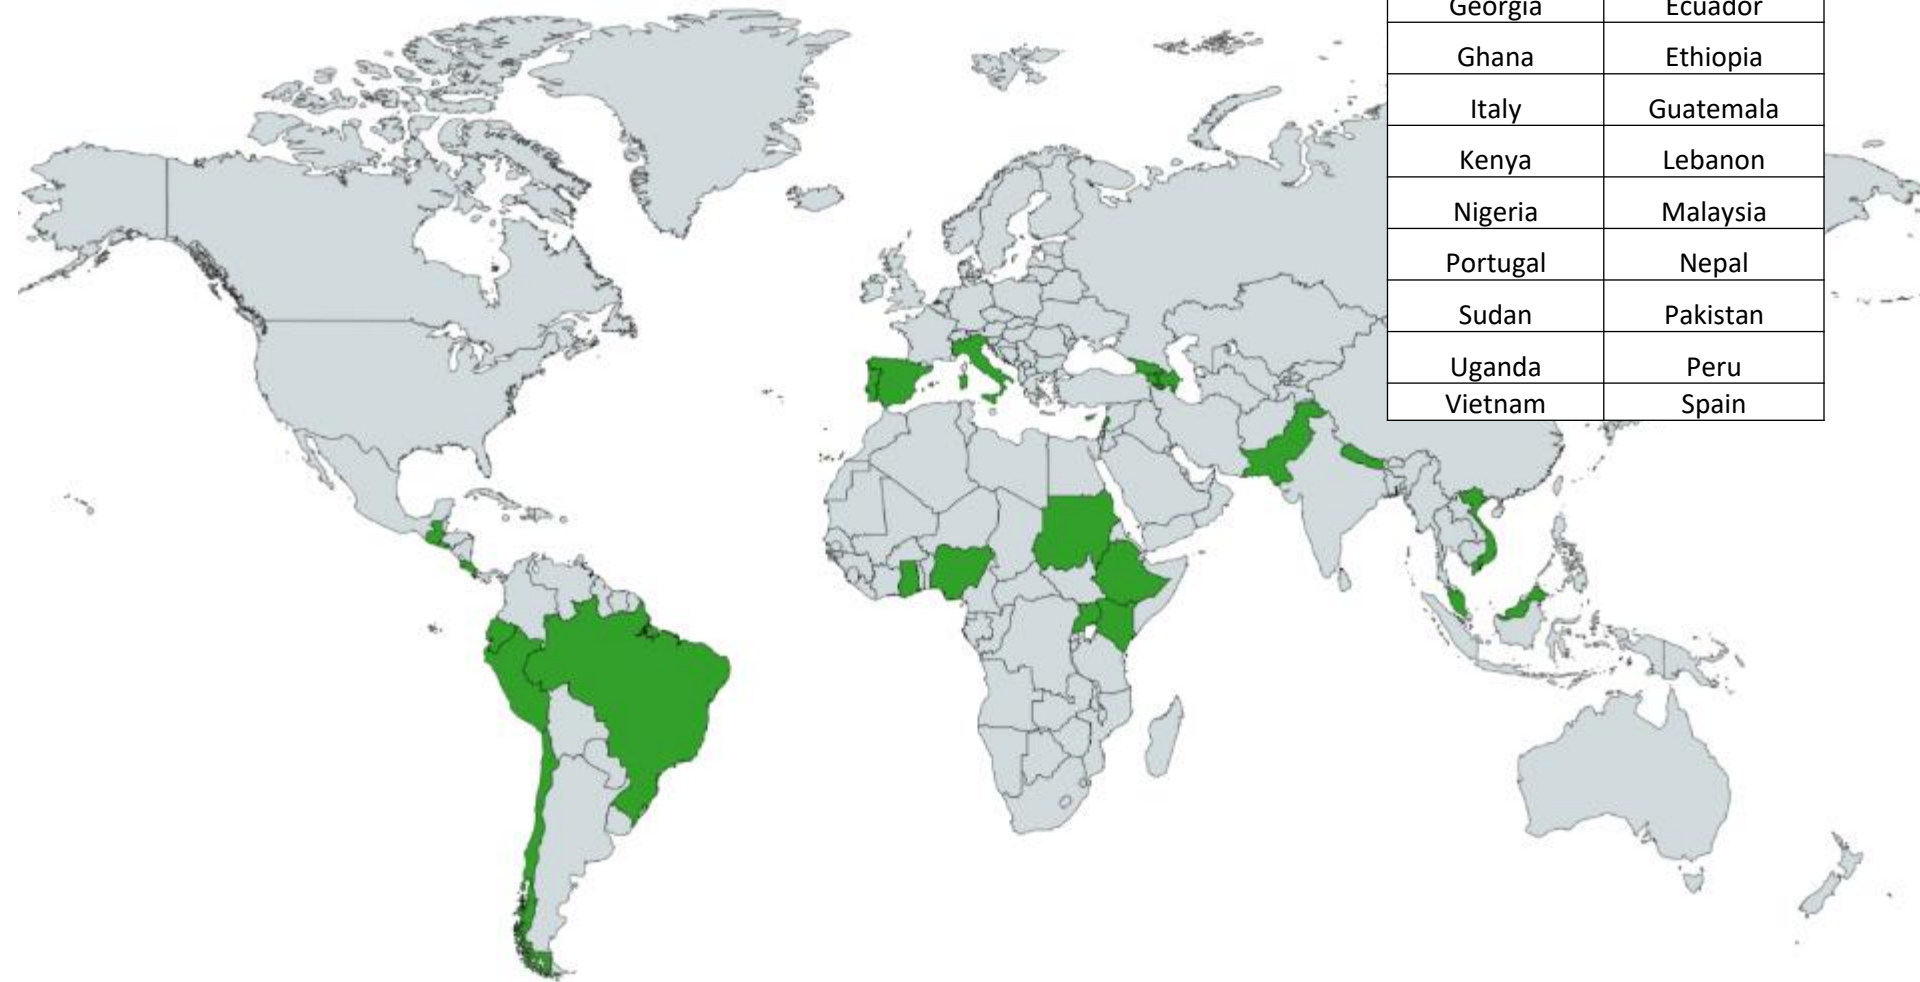 Georgia Ecuador
Ghana Ethiopia
Italy Guatemala
Kenya Lebanon
Nigeria Malaysia
Portugal Nepal
Sudan Pakistan
Uganda Peru
Vietnam Spain